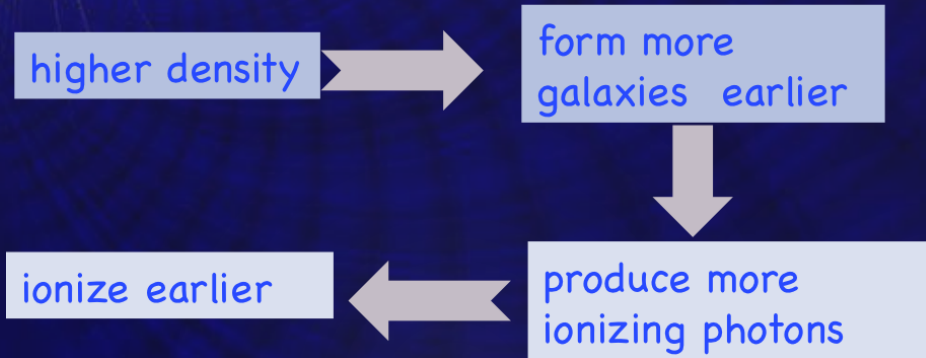 higher density
form more
galaxies earlier
produce more
ionizing photons
ionize earlier